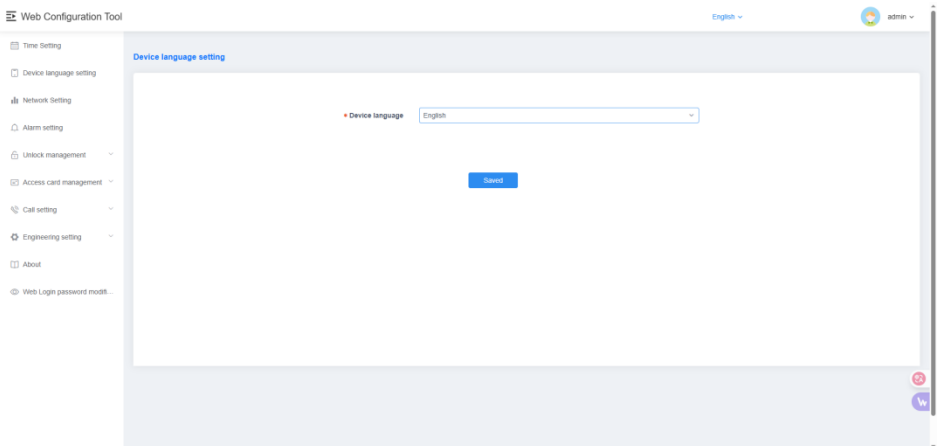 Web Configuration Tool
English
admin
Time Setting
Device language setting
Network Setting
Alarm setting
Unlock management
Access card management
Call setting
Engineering setting
About
Web Login password modifi...
Device language setting
* Device language
English
Saved